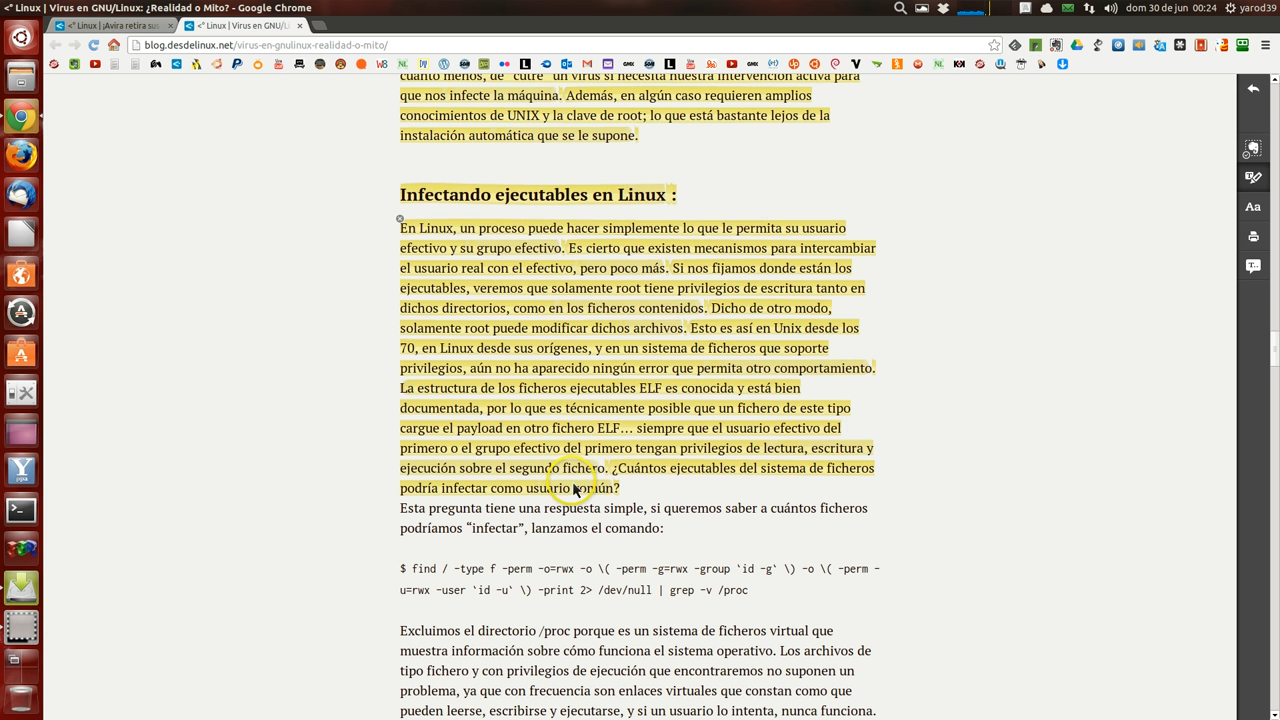 <° Linux | Virus en GNU/Linux: ¿Realidad o Mito? - Google Chrome
dom 30 de jun 00:24
yarod39
<° Linux | ¡Avira retira sus
<° Linux | Virus en GNU/Li
blog.desdelinux.net/virus-en-gnulinux-realidad-o-mito/
cuanto menos, de "cutre" un virus si necesita nuestra intervención activa para
que nos infecte la máquina. Además, en algún caso requieren amplios
conocimientos de UNIX y la clave de root; lo que está bastante lejos de la
instalación automática que se le supone.
Infectando ejecutables en Linux :
En Linux, un proceso puede hacer simplemente lo que le permita su usuario
efectivo y su grupo efectivo. Es cierto que existen mecanismos para intercambiar
el usuario real con el efectivo, pero poco más. Si nos fijamos donde están los
ejecutables, veremos que solamente root tiene privilegios de escritura tanto en
dichos directorios, como en los ficheros contenidos. Dicho de otro modo,
solamente root puede modificar dichos archivos. Esto es así en Unix desde los
70, en Linux desde sus orígenes, y en un sistema de ficheros que soporte
privilegios, aún no ha aparecido ningún error que permita otro comportamiento.
La estructura de los ficheros ejecutables ELF es conocida y está bien
documentada, por lo que es técnicamente posible que un fichero de este tipo
cargue el payload en otro fichero ELF… siempre que el usuario efectivo del
primero o el grupo efectivo del primero tengan privilegios de lectura, escritura y
ejecución sobre el segundo fichero. ¿Cuántos ejecutables del sistema de ficheros
podría infectar como usuario común?
Esta pregunta tiene una respuesta simple, si queremos saber a cuántos ficheros
podríamos “infectar”, lanzamos el comando:
$ find / -type f -perm -o=rwx -o \( -perm -g=rwx -group `id -g` \) -o \( -perm -
u=rwx -user `id -u` \) -print 2> /dev/null | grep -v /proc
Excluimos el directorio /proc porque es un sistema de ficheros virtual que
muestra información sobre cómo funciona el sistema operativo. Los archivos de
tipo fichero y con privilegios de ejecución que encontraremos no suponen un
problema, ya que con frecuencia son enlaces virtuales que constan como que
pueden leerse, escribirse y ejecutarse, y si un usuario lo intenta, nunca funciona.
Aa